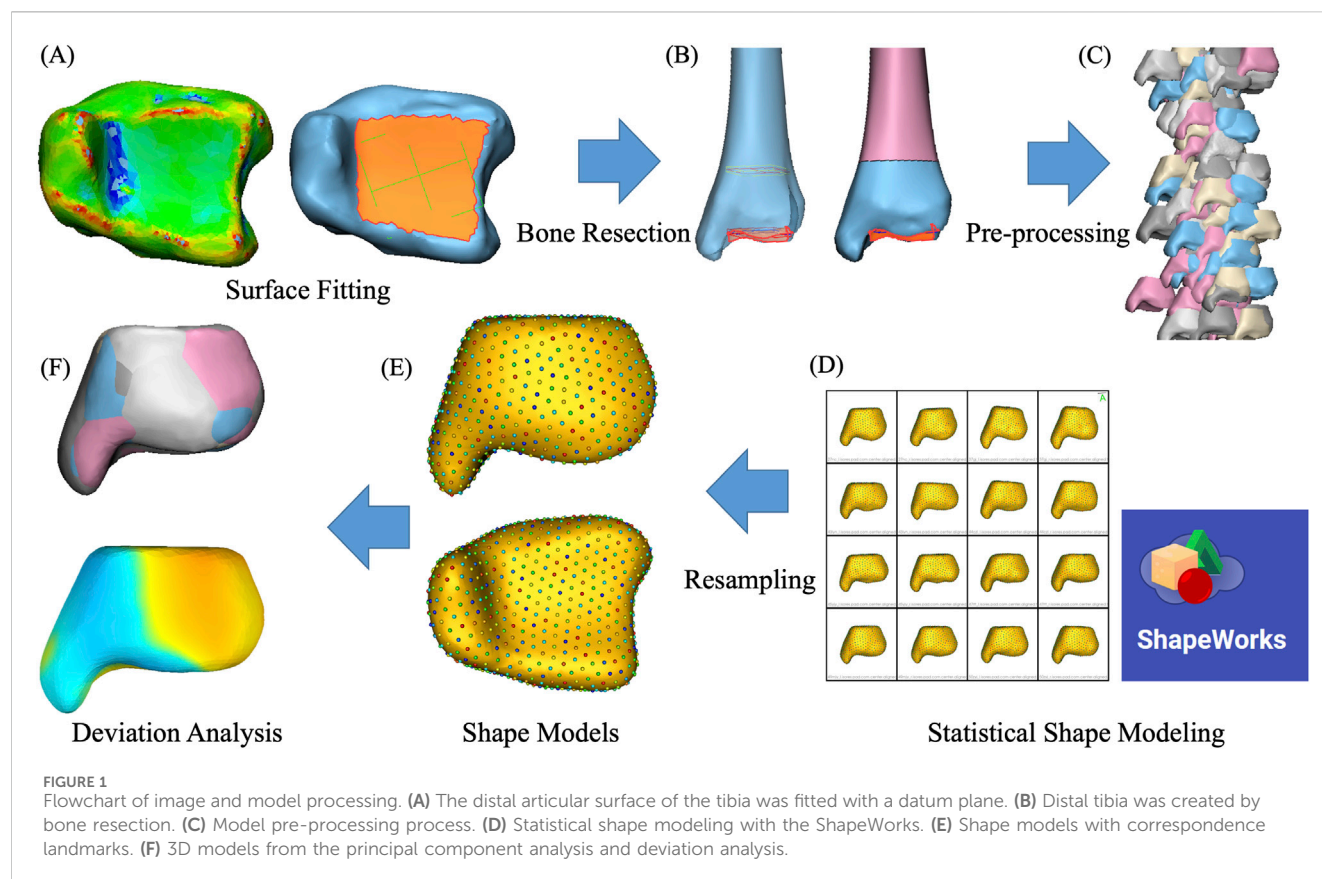 (A)
(B)
(C)
Bone Resection
Pre-processing
Surface Fitting
(F)
(E)
(D)
A
Resampling
ShapeWorks
Deviation Analysis
Shape Models
Statistical Shape Modeling
FIGURE 1
Flowchart of image and model processing. (A) The distal articular surface of the tibia was fitted with a datum plane. (B) Distal tibia was created by
bone resection. (C) Model pre-processing process. (D) Statistical shape modeling with the ShapeWorks. (E) Shape models with correspondence
landmarks. (F) 3D models from the principal component analysis and deviation analysis.